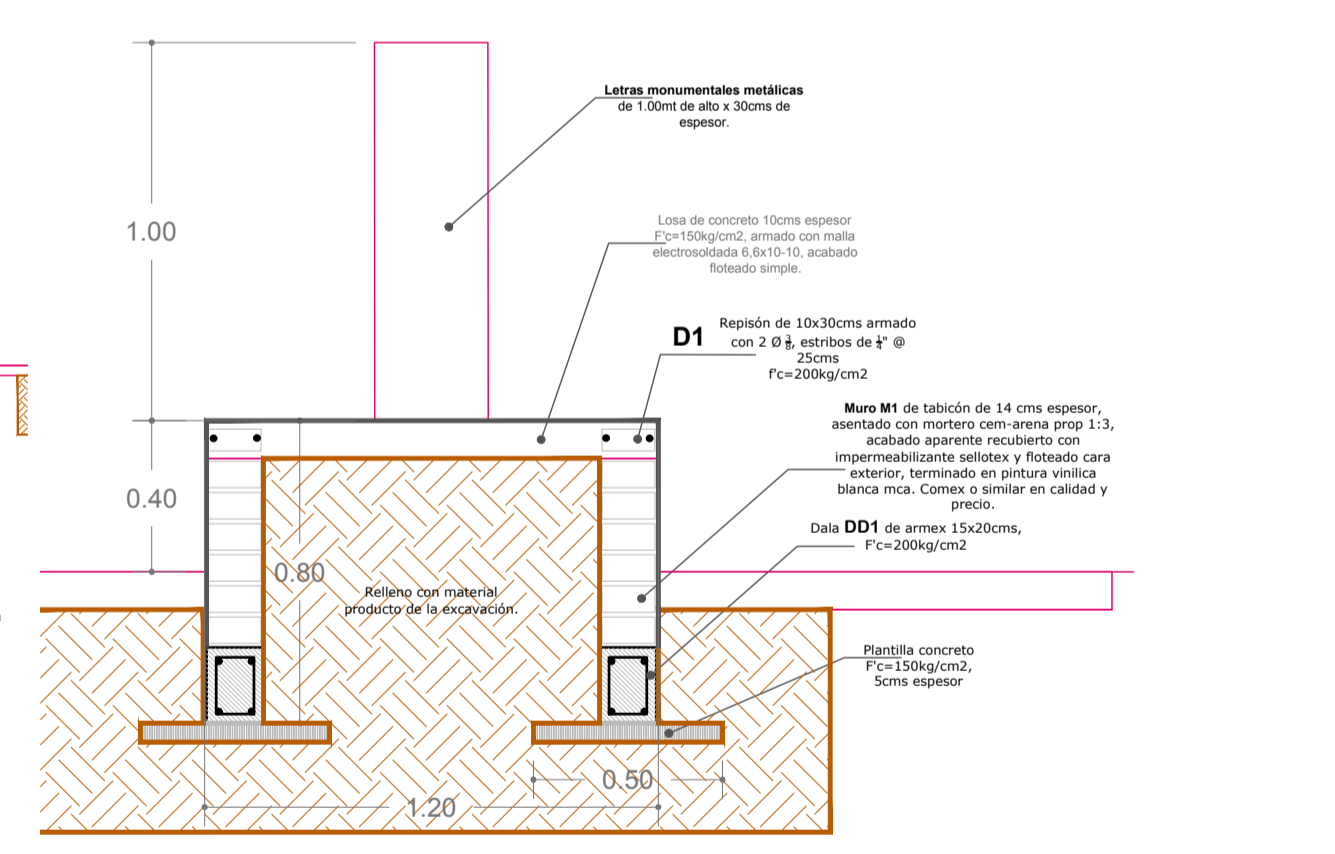 Letras monumentales metálicas
de 1.00mt de alto x 30cms de
espesor.
1.00
Losa de concreto 10cms espesor
F'c=150kg/cm2, armado con malla
electrosoldada 6,6x10-10, acabado
floteado simple.
D1
Repisón de 10x30cms armado
con 2 Ø 3/8, estribos de 1/4" @
25cms
f'c=200kg/cm2
Muro M1 de tabicón de 14 cms espesor,
asentado con mortero cem-arena prop 1:3,
acabado aparente recubierto con
impermeabilizante sellotex y floteado cara
exterior, terminado en pintura vinilica
blanca mca. Comex o similar en calidad y
precio.
0.40
Dala DD1 de armex 15x20cms,
F'c=200kg/cm2
0.80
Relleno con material
producto de la excavación.
Plantilla concreto
F'c=150kg/cm2,
5cms espesor
0.50
1.20